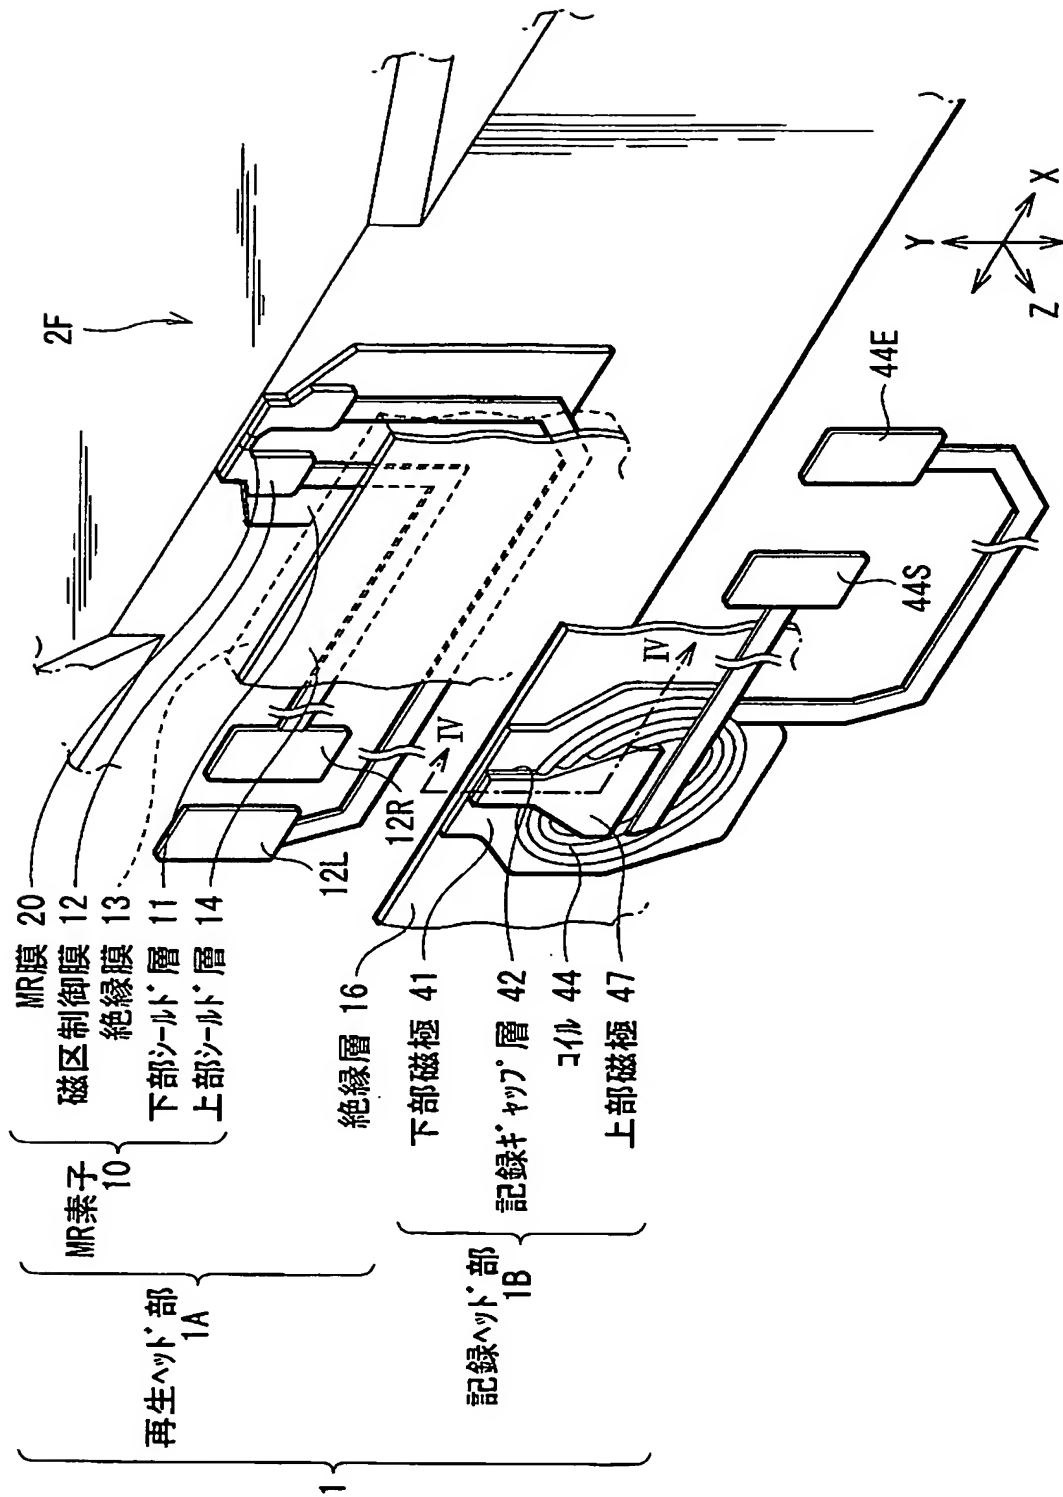 1
再生ヘッド部
1A
MR素子
10
MR膜 20
磁区制御膜 12
絶縁膜 13
下部シールド層 11
上部シールド層 14
絶縁層 16
記録ヘッド部
1B
下部磁極 41
記録ギャップ層 42
コイル 44
上部磁極 47
12L
12R
IV
IV
2F
44S
44E
X
Y
Z